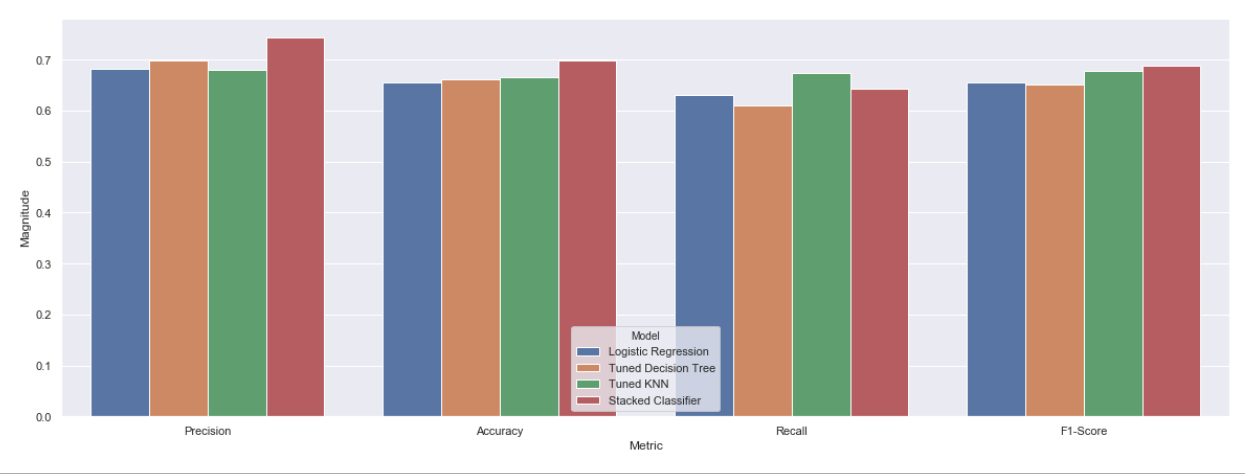 0.7
0.6
0.5
0.4
0.3
0.2
0.1
0.0
Magnitude
Precision
Accuracy
Recall
F1-Score
Metric
Model
Logistic Regression
Tuned Decision Tree
Tuned KNN
Stacked Classifier